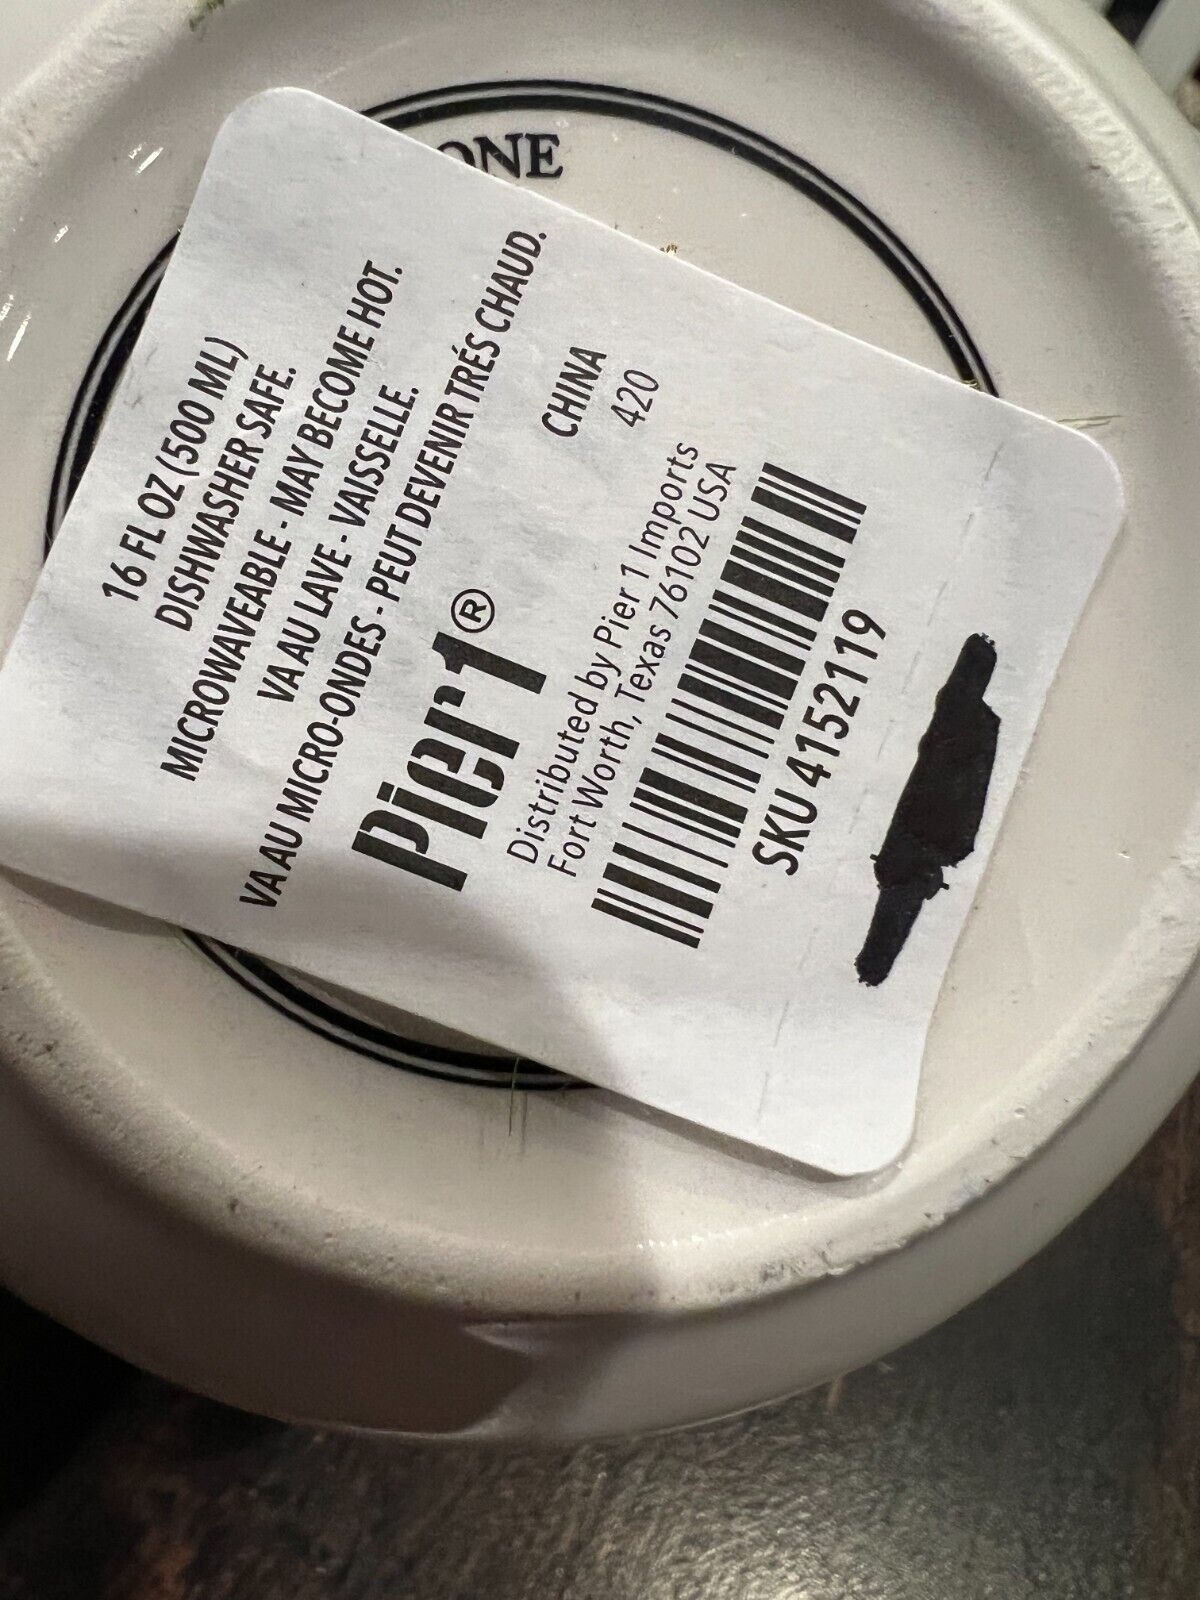 ONE
16 FL OZ (500 ML)
DISHWASHER SAFE.
MICROWAVEABLE - MAY BECOME HOT.
VA AU LAVE - VAISSELLE.
VA AU MICRO-ONDES - PEUT DEVENIR TRÉS CHAUD.
CHINA
420
Pier1®
Distributed by Pier 1 Imports
Fort Worth, Texas 76102 USA
SKU 4152119